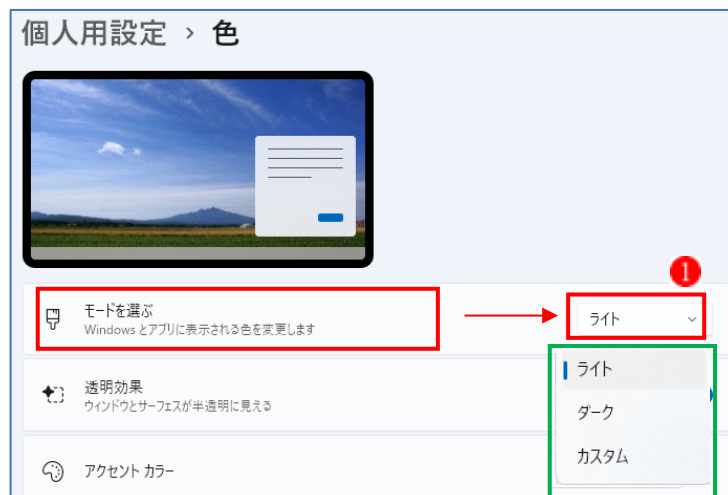 個人用設定 › 色
1
モードを選ぶ
Windows とアプリに表示される色を変更します
ライト
透明効果
ウィンドウとサーフェスが半透明に見える
アクセント カラー
ライト
ダーク
カスタム